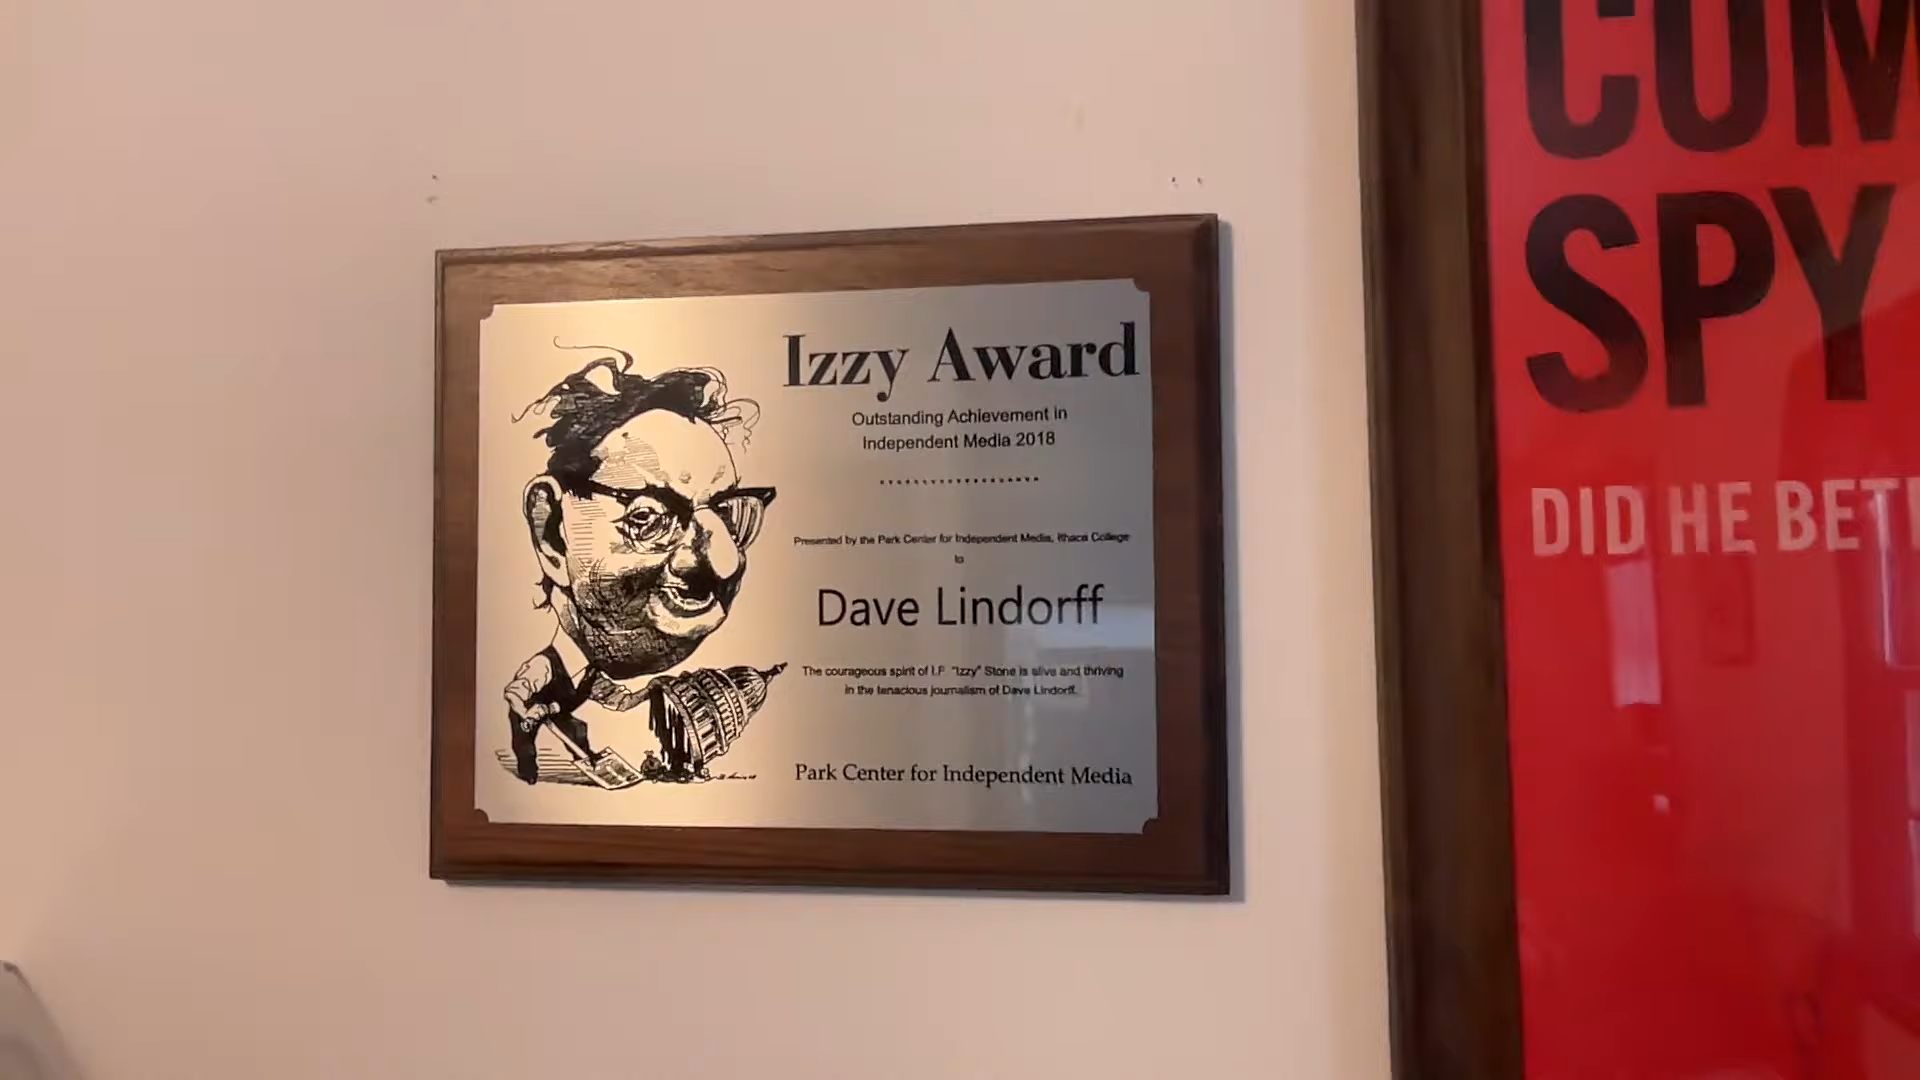 Izzy Award
Outstanding Achievement in
Independent Media 2018
Presented by the Park Center for Independent Media, Ithaca College
to
Dave Lindorff
The courageous spirit of I.F. "Izzy" Stone is alive and thriving
in the tenacious journalism of Dave Lindorff.
Park Center for Independent Media
COM
SPY
DID HE BET